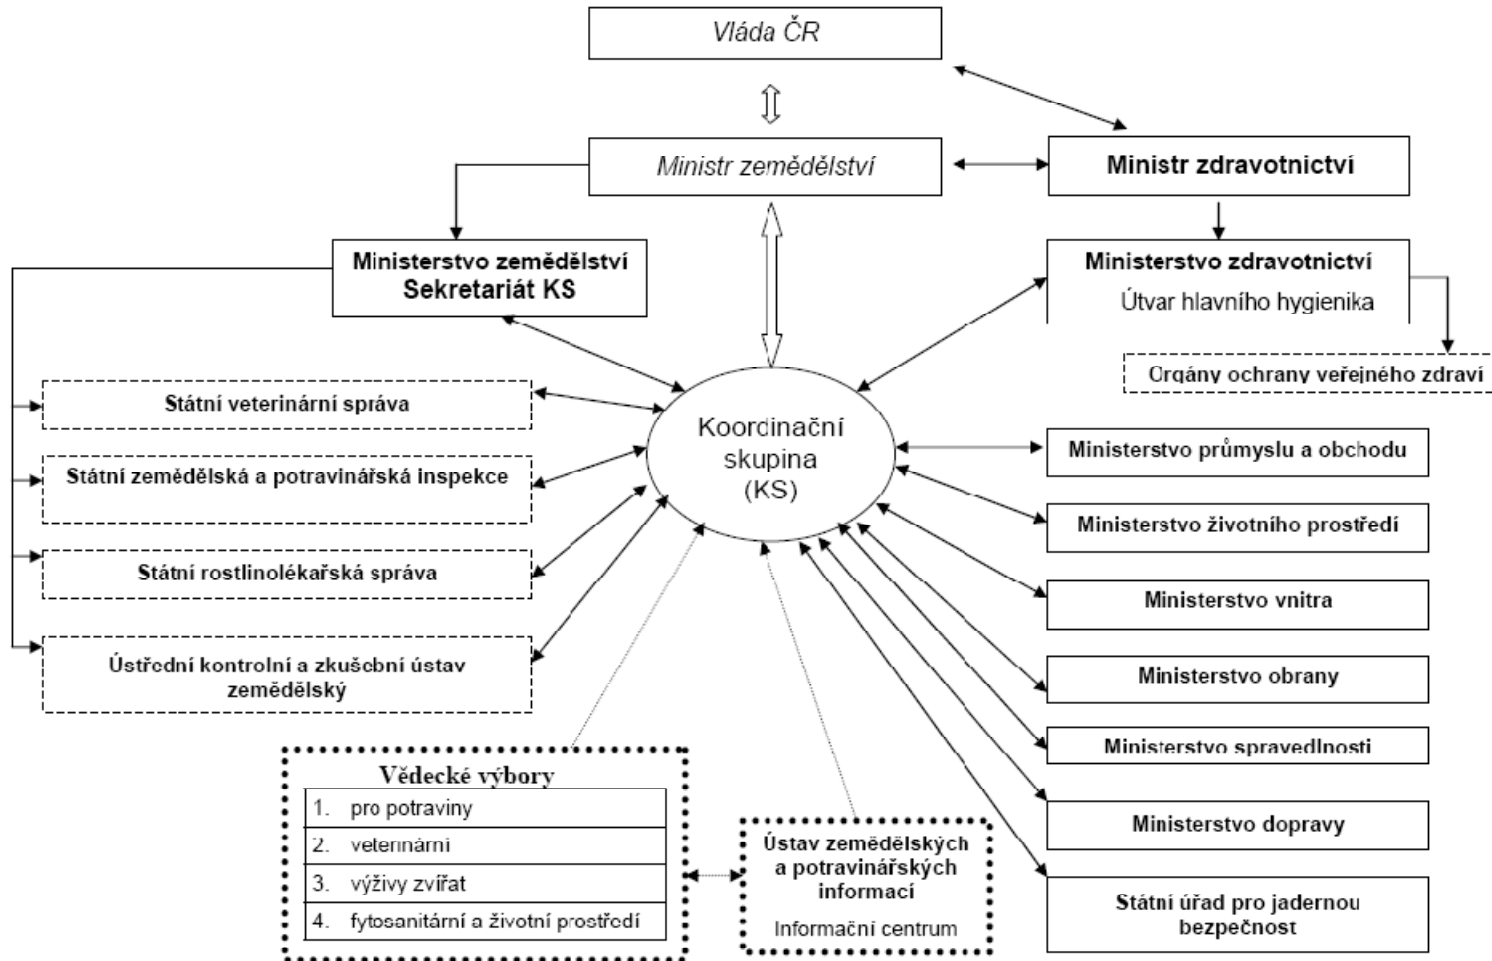 Vláda ČR
Ministr zemědělství
Ministr zdravotnictví
Ministerstvo zemědělství
Sekretariát KS
Ministerstvo zdravotnictví
Útvar hlavního hygienika
Orgány ochrany veřejného zdraví
Státní veterinární správa
Státní zemědělská a potravinářská inspekce
Státní rostlinolékařská správa
Ústřední kontrolní a zkušební ústav
zemědělský
Koordinační
skupina
(KS)
Ministerstvo průmyslu a obchodu
Ministerstvo životního prostředí
Ministerstvo vnitra
Ministerstvo obrany
Ministerstvo spravedlnosti
Ministerstvo dopravy
Státní úřad pro jadernou
bezpečnost
Vědecké výbory
1. pro potraviny
2. veterinární
3. výživy zvířat
4. fytosanitární a životní prostředí
Ústav zemědělských
a potravinářských
informací
Informační centrum